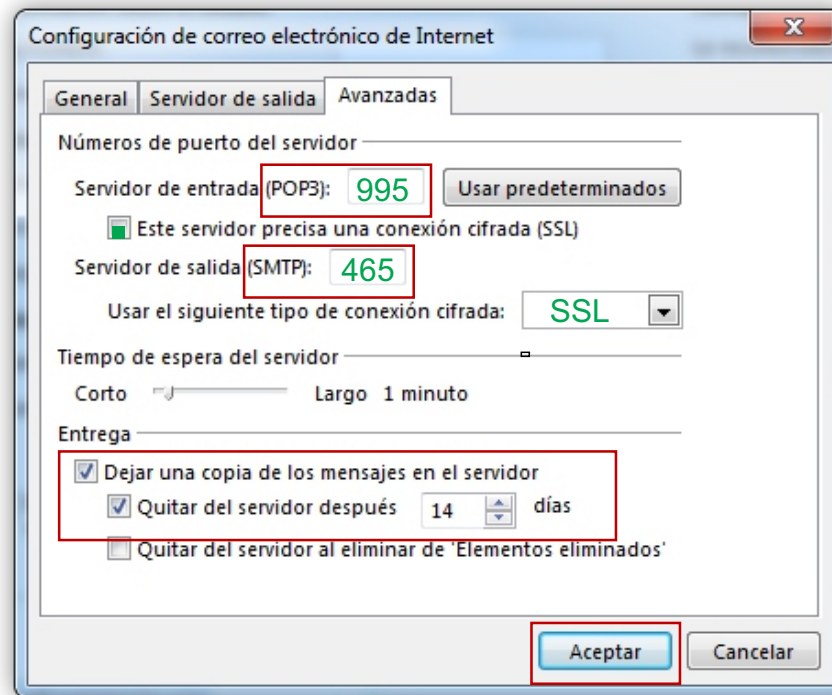 Configuración de correo electrónico de Internet
General Servidor de salida Avanzadas
Números de puerto del servidor
Servidor de entrada (POP3): 995 Usar predeterminados
Este servidor precisa una conexión cifrada (SSL)
Servidor de salida (SMTP): 465
Usar el siguiente tipo de conexión cifrada: SSL
Tiempo de espera del servidor
Corto Largo 1 minuto
Entrega
Dejar una copia de los mensajes en el servidor
Quitar del servidor después 14 días
Quitar del servidor al eliminar de 'Elementos eliminados'
Aceptar Cancelar